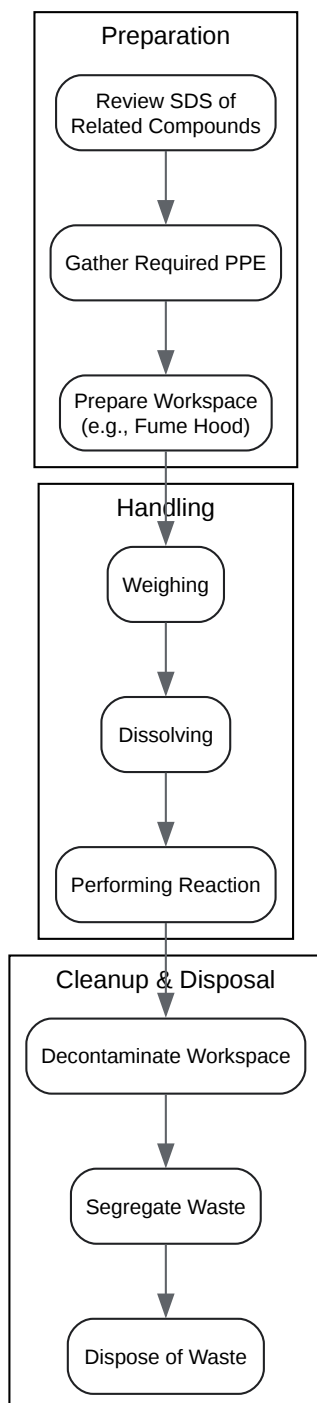 Preparation
Review SDS of
Related Compounds
Gather Required PPE
Prepare Workspace
(e.g., Fume Hood)
Handling
Weighing
Dissolving
Performing Reaction
Cleanup & Disposal
Decontaminate Workspace
Segregate Waste
Dispose of Waste